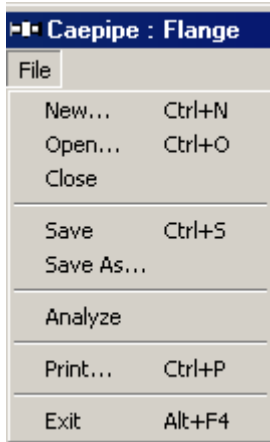 Caepipe : Flange
File
New... Ctrl+N
Open... Ctrl+O
Close
Save Ctrl+S
Save As...
Analyze
Print... Ctrl+P
Exit Alt+F4